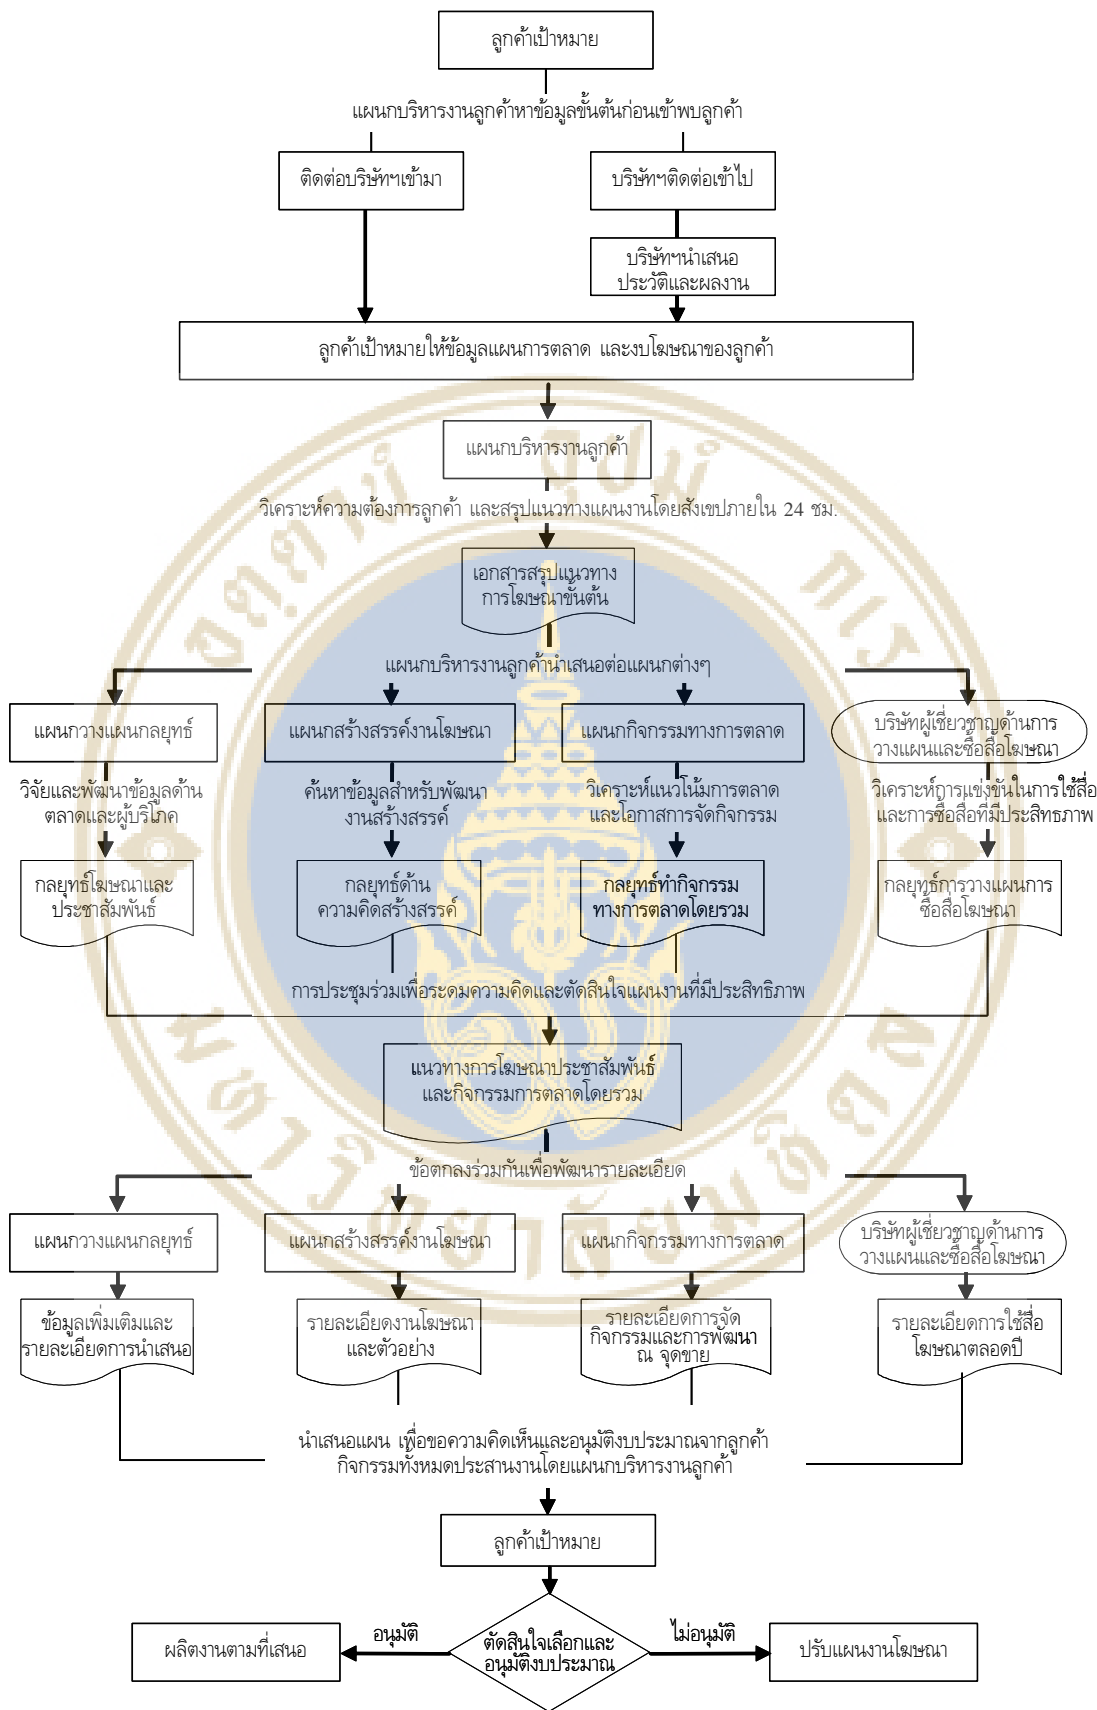 ลูกค้าเป้าหมาย
แผนกบริหารงานลูกค้าหาข้อมูลขั้นต้นก่อนเข้าพบลูกค้า
ติดต่อบริษัทฯเข้ามา
บริษัทฯติดต่อเข้าไป
บริษัทฯนำเสนอ
ประวัติและผลงาน
ลูกค้าเป้าหมายให้ข้อมูลแผนการตลาด และงบโฆษณาของลูกค้า
แผนกบริหารงานลูกค้า
วิเคราะห์ความต้องการลูกค้า และสรุปแนวทางแผนงานโดยสังเขปภายใน 24 ชม.
เอกสารสรุปแนวทาง
การโฆษณาขั้นต้น
แผนกบริหารงานลูกค้านำเสนอต่อแผนกต่างๆ
แผนกวางแผนกลยุทธ์
แผนกสร้างสรรค์งานโฆษณา
แผนกกิจกรรมทางการตลาด
บริษัทผู้เชี่ยวชาญด้านการ
วางแผนและซื้อสื่อโฆษณา
วิจัยและพัฒนาข้อมูลด้าน
ตลาดและผู้บริโภค
ค้นหาข้อมูลสำหรับพัฒนา
งานสร้างสรรค์
วิเคราะห์แนวโน้มการตลาด
และโอกาสการจัดกิจกรรม
วิเคราะห์การแข่งขันในการใช้สื่อ
และการซื้อสื่อที่มีประสิทธภาพ
กลยุทธ์โฆษณาและ
ประชาสัมพันธ์
กลยุทธ์ด้าน
ความคิดสร้างสรรค์
กลยุทธ์ทำกิจกรรม
ทางการตลาดโดยรวม
กลยุทธ์การวางแผนการ
ซื้อสื่อโฆษณา
การประชุมร่วมเพื่อระดมความคิดและตัดสินใจแผนงานที่มีประสิทธิภาพ
แนวทางการโฆษณาประชาสัมพันธ์
และกิจกรรมการตลาดโดยรวม
ข้อตกลงร่วมกันเพื่อพัฒนารายละเอียด
แผนกวางแผนกลยุทธ์
แผนกสร้างสรรค์งานโฆษณา
แผนกกิจกรรมทางการตลาด
บริษัทผู้เชี่ยวชาญด้านการ
วางแผนและซื้อสื่อโฆษณา
ข้อมูลเพิ่มเติมและ
รายละเอียดการนำเสนอ
รายละเอียดงานโฆษณา
และตัวอย่าง
รายละเอียดการจัด
กิจกรรมและการพัฒนา
ณ จุดขาย
รายละเอียดการใช้สื่อ
โฆษณาตลอดปี
นำเสนอแผน เพื่อขอความคิดเห็นและอนุมัติงบประมาณจากลูกค้า
กิจกรรมทั้งหมดประสานงานโดยแผนกบริหารงานลูกค้า
ลูกค้าเป้าหมาย
อนุมัติ
ไม่อนุมัติ
ตัดสินใจเลือกและ
อนุมัติงบประมาณ
ผลิตงานตามที่เสนอ
ปรับแผนงานโฆษณา
มหาวิทยาลัยมหิดล